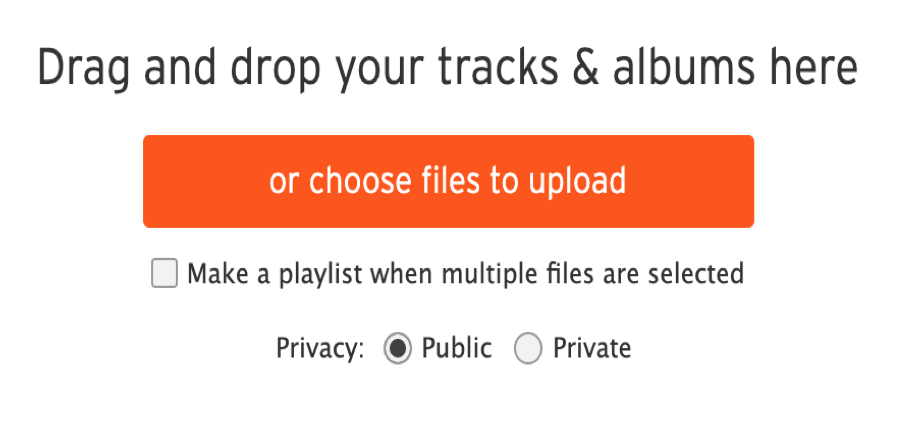 Drag and drop your tracks & albums here
or choose files to upload
Make a playlist when multiple files are selected
Privacy: Public Private